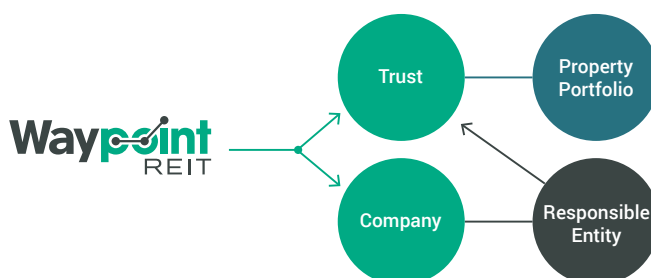 Waypoint
REIT
Trust
Property
Portfolio
Company
Responsible
Entity